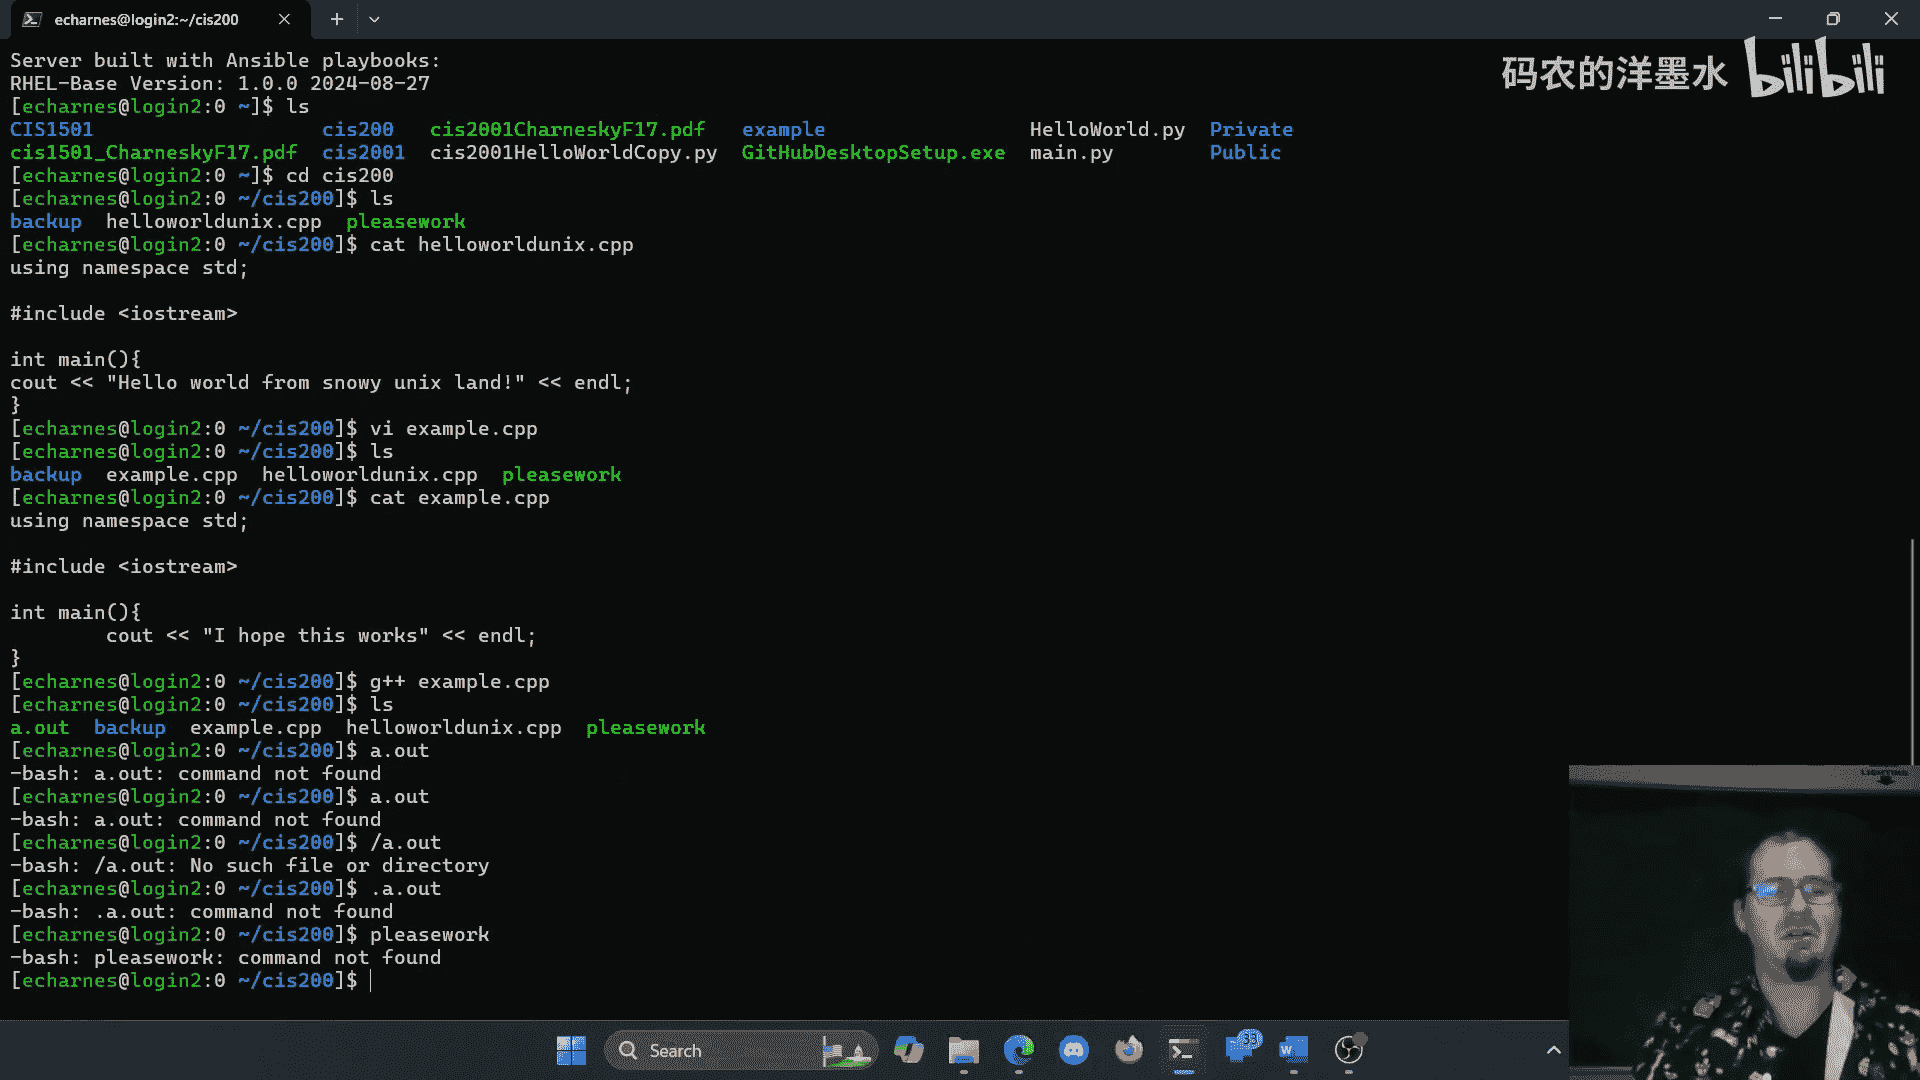 echarnes@login2:~/cis200
Server built with Ansible playbooks:
RHEL-Base Version: 1.0.0 2024-08-27
码农的洋墨水 bilibili
[echarnes@login2:0 ~]$ ls
CIS1501 cis200 cis2001CharneskyF17.pdf example HelloWorld.py Private
cis1501_CharneskyF17.pdf cis2001 cis2001HelloWorldCopy.py GitHubDesktopSetup.exe main.py Public
[echarnes@login2:0 ~]$ cd cis200
[echarnes@login2:0 ~/cis200]$ ls
backup helloworldunix.cpp pleasework
[echarnes@login2:0 ~/cis200]$ cat helloworldunix.cpp
using namespace std;
#include <iostream>
int main(){
cout << "Hello world from snowy unix land!" << endl;
}
[echarnes@login2:0 ~/cis200]$ vi example.cpp
[echarnes@login2:0 ~/cis200]$ ls
backup example.cpp helloworldunix.cpp pleasework
[echarnes@login2:0 ~/cis200]$ cat example.cpp
using namespace std;
#include <iostream>
int main(){
cout << "I hope this works" << endl;
}
[echarnes@login2:0 ~/cis200]$ g++ example.cpp
[echarnes@login2:0 ~/cis200]$ ls
a.out backup example.cpp helloworldunix.cpp pleasework
[echarnes@login2:0 ~/cis200]$ a.out
-bash: a.out: command not found
[echarnes@login2:0 ~/cis200]$ a.out
-bash: a.out: command not found
[echarnes@login2:0 ~/cis200]$ /a.out
-bash: /a.out: No such file or directory
[echarnes@login2:0 ~/cis200]$ .a.out
-bash: .a.out: command not found
[echarnes@login2:0 ~/cis200]$ pleasework
-bash: pleasework: command not found
[echarnes@login2:0 ~/cis200]$
Search
33
W